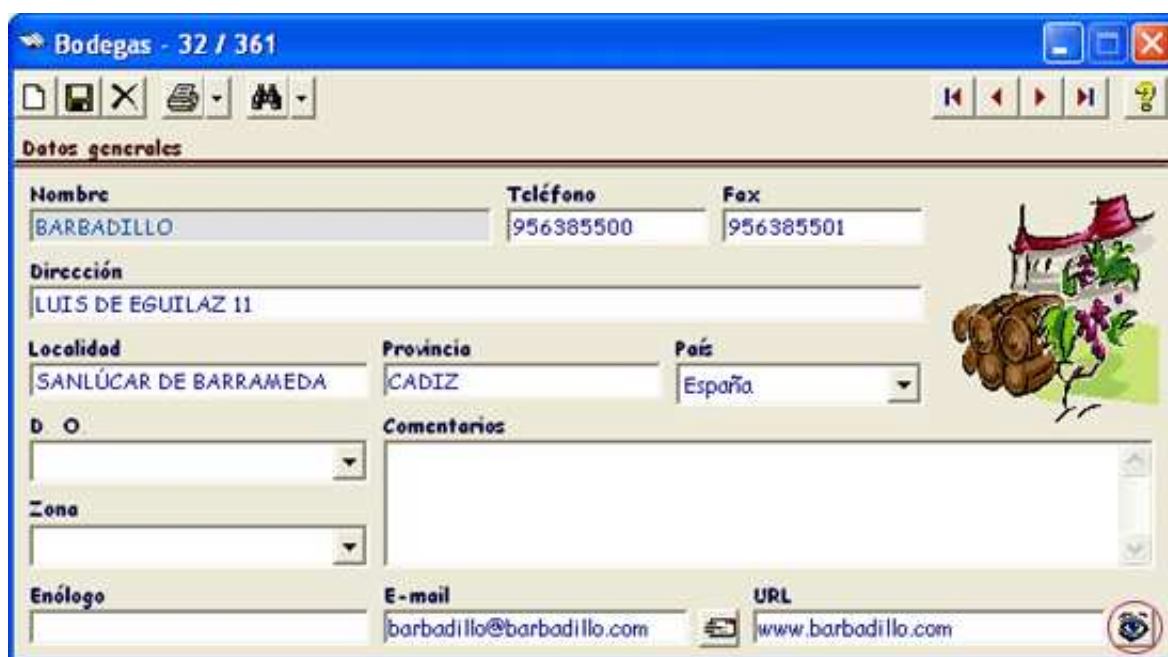 Bodegas - 32 / 361
Datos generales
Nombre Teléfono Fax
BARBADILLO 956385500 956385501
Dirección
LUIS DE EGUILAZ 11
Localidad Provincia País
SANLÚCAR DE BARRAMEDA CADIZ España
D O Comentarios
Zona
Enólogo E-mail URL
barbadillo@barbadillo.com www.barbadillo.com